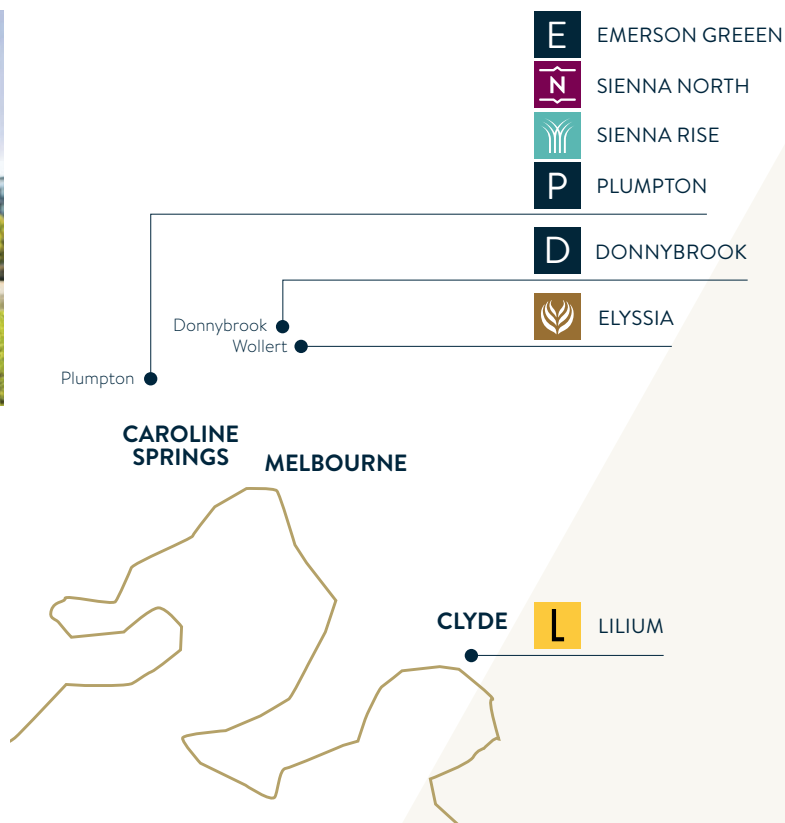 E EMERSON GREEEN
N SIENNA NORTH
SIENNA RISE
P PLUMPTON
D DONNYBROOK
ELYSSIA
Donnybrook
Wollert
Plumpton
CAROLINE
SPRINGS
MELBOURNE
CLYDE
L LILIUM